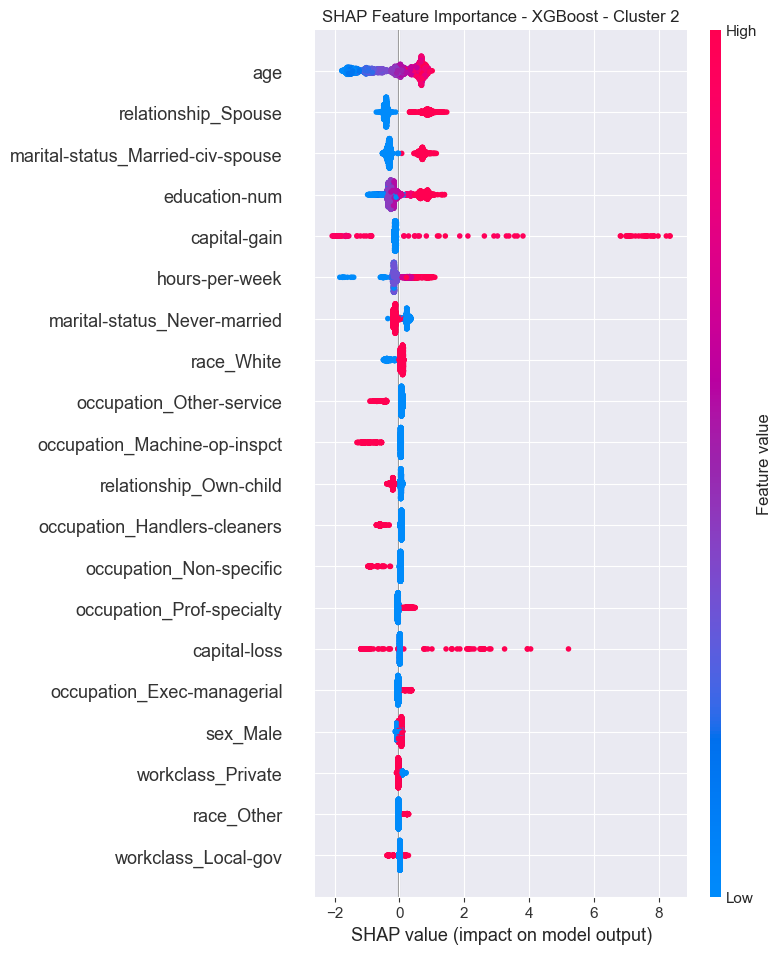 SHAP Feature Importance - XGBoost - Cluster 2
High
age
relationship_Spouse
marital-status_Married-civ-spouse
education-num
capital-gain
hours-per-week
marital-status_Never-married
race_White
occupation_Other-service
occupation_Machine-op-inspct
relationship_Own-child
occupation_Handlers-cleaners
occupation_Non-specific
occupation_Prof-specialty
capital-loss
occupation_Exec-managerial
sex_Male
workclass_Private
race_Other
workclass_Local-gov
Feature value
Low
−2 0 2 4 6 8
SHAP value (impact on model output)